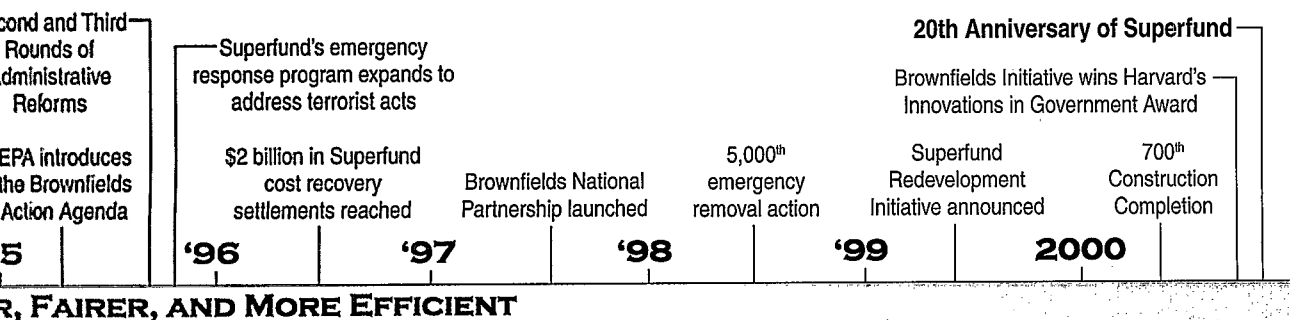 Rounds of
Reforms
EPA introduces
the Brownfields
Action Agenda
Superfund's emergency
response program expands to
address terrorist acts
$2 billion in Superfund
cost recovery
settlements reached
Brownfields National
Partnership launched
5,000th
emergency
removal action
20th Anniversary of Superfund
Brownfields Initiative wins Harvard's
Innovations in Government Award
Superfund
Redevelopment
Initiative announced
700th
Construction
Completion
5 '96 '97 '98 '99 2000
R, FAIRER, AND MORE EFFICIENT
and Third